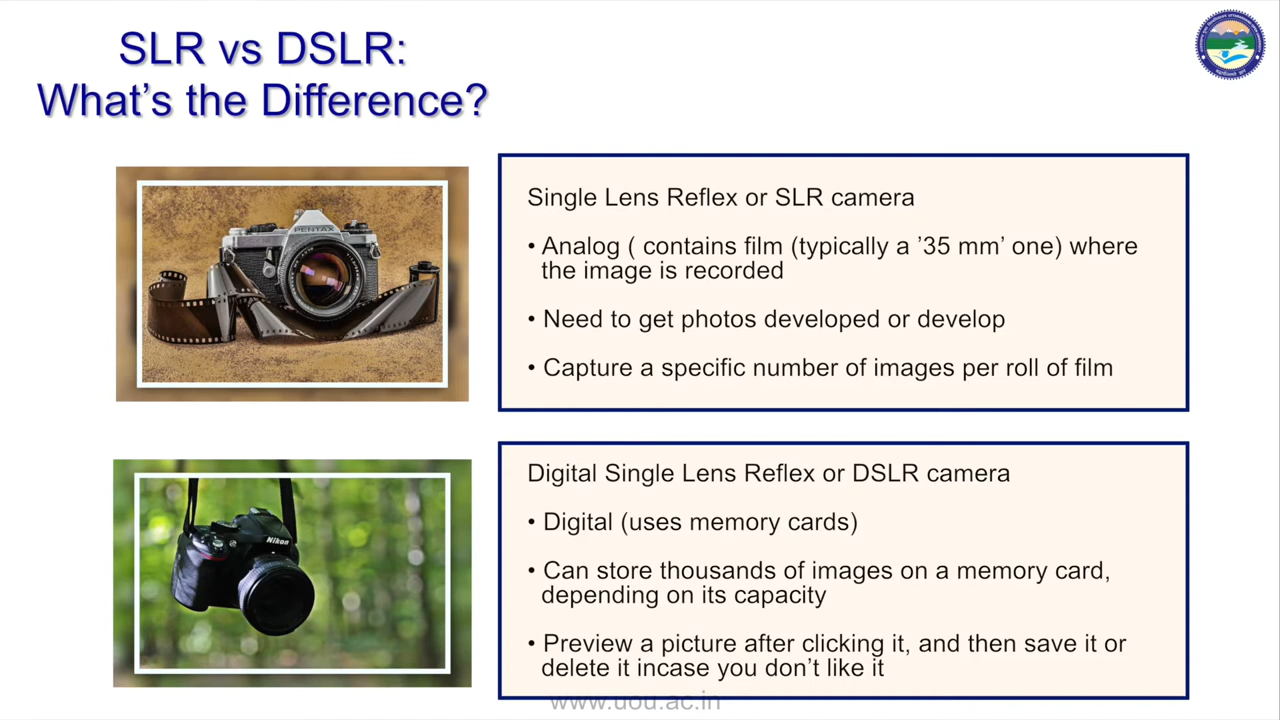 SLR vs DSLR:
What’s the Difference?
PENTAX
Single Lens Reflex or SLR camera
• Analog ( contains film (typically a ’35 mm’ one) where
the image is recorded
• Need to get photos developed or develop
• Capture a specific number of images per roll of film
Nikon
Digital Single Lens Reflex or DSLR camera
• Digital (uses memory cards)
• Can store thousands of images on a memory card,
depending on its capacity
• Preview a picture after clicking it, and then save it or
delete it incase you don’t like it
www.uou.ac.in